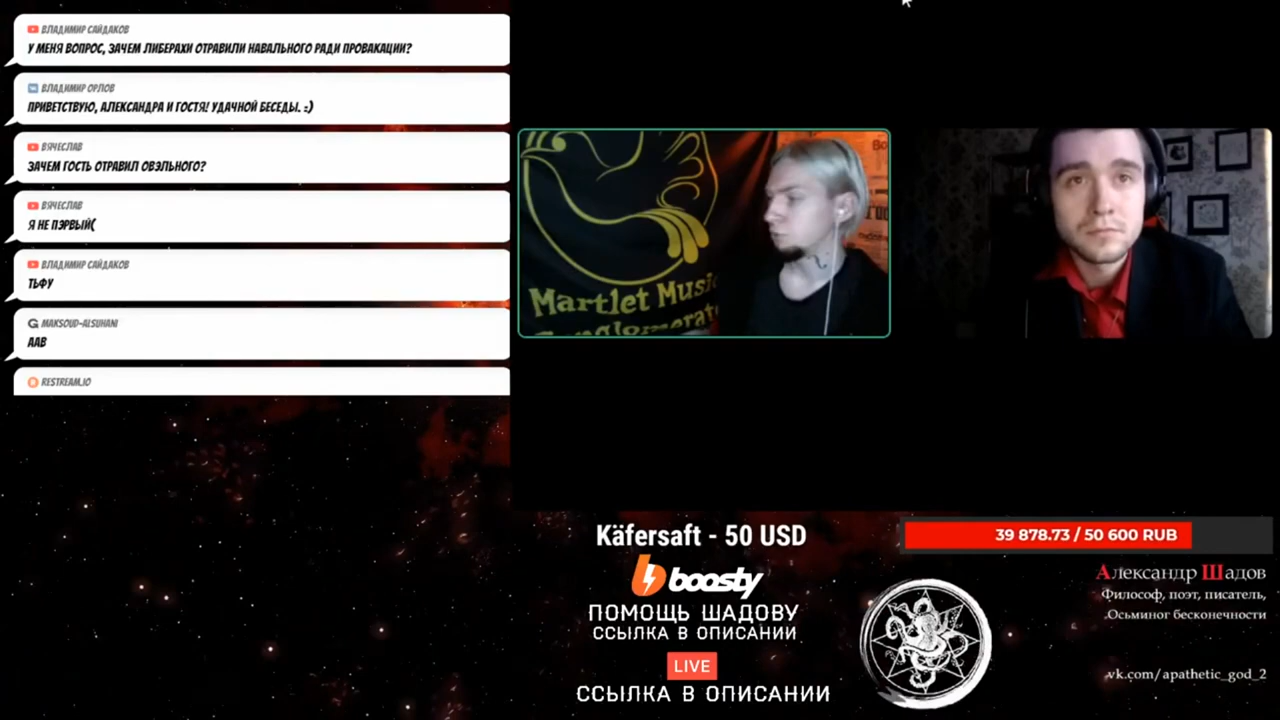 ВЛАДИМИР САЙДАКОВ
У МЕНЯ ВОПРОС, ЗАЧЕМ ЛИБЕРАХИ ОТРАВИЛИ НАВАЛЬНОГО РАДИ ПРОВАКАЦИИ?
ВЛАДИМИР ОРЛОВ
ПРИВЕТСТВУЮ, АЛЕКСАНДРА И ГОСТЯ! УДАЧНОЙ БЕСЕДЫ. :)
ВЯЧЕСЛАВ
ЗАЧЕМ ГОСТЬ ОТРАВИЛ ОВЭЛЬНОГО?
ВЯЧЕСЛАВ
Я НЕ ПЭРВЫЙ(
ВЛАДИМИР САЙДАКОВ
ТЬФУ
MAKSOUD-ALSUHANI
ААВ
RESTREAM.IO
Martlet Music
Conglomerat
Käfersaft - 50 USD
boosty
ПОМОЩЬ ШАДОВУ
ССЫЛКА В ОПИСАНИИ
LIVE
ССЫЛКА В ОПИСАНИИ
39 878.73 / 50 600 RUB
Александр Шадов
Философ, поэт, писатель,
Осьминог бесконечности
vk.com/apathetic_god_2